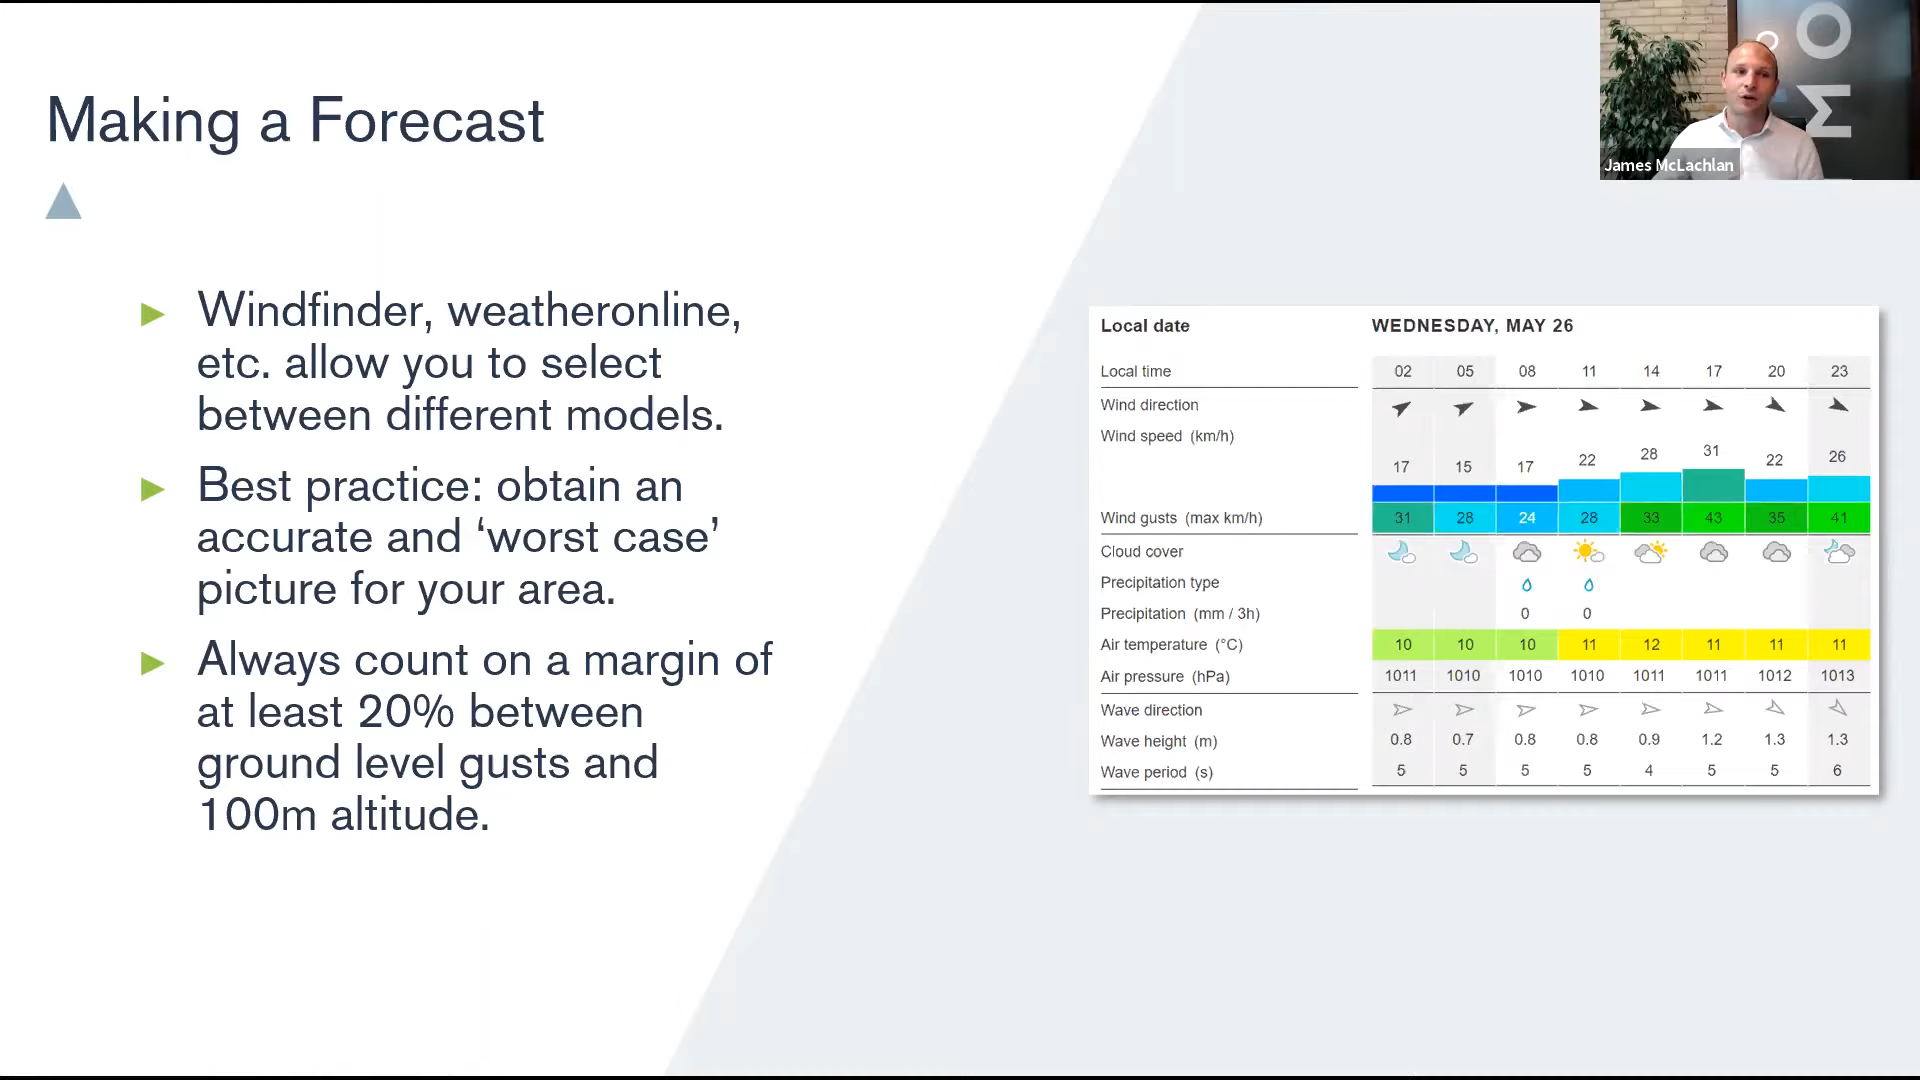 Making a Forecast
Windfinder, weatheronline,
etc. allow you to select
between different models.
Best practice: obtain an
accurate and ‘worst case’
picture for your area.
Always count on a margin of
at least 20% between
ground level gusts and
100m altitude.
MO
James McLachlan
Local date WEDNESDAY, MAY 26
Local time 02 05 08 11 14 17 20 23
Wind direction
Wind speed (km/h) 17 15 17 22 28 31 22 26
Wind gusts (max km/h) 31 28 24 28 33 43 35 41
Cloud cover
Precipitation type
Precipitation (mm / 3h) 0 0
Air temperature (°C) 10 10 10 11 12 11 11 11
Air pressure (hPa) 1011 1010 1010 1010 1011 1011 1012 1013
Wave direction
Wave height (m) 0.8 0.7 0.8 0.8 0.9 1.2 1.3 1.3
Wave period (s) 5 5 5 5 4 5 5 6